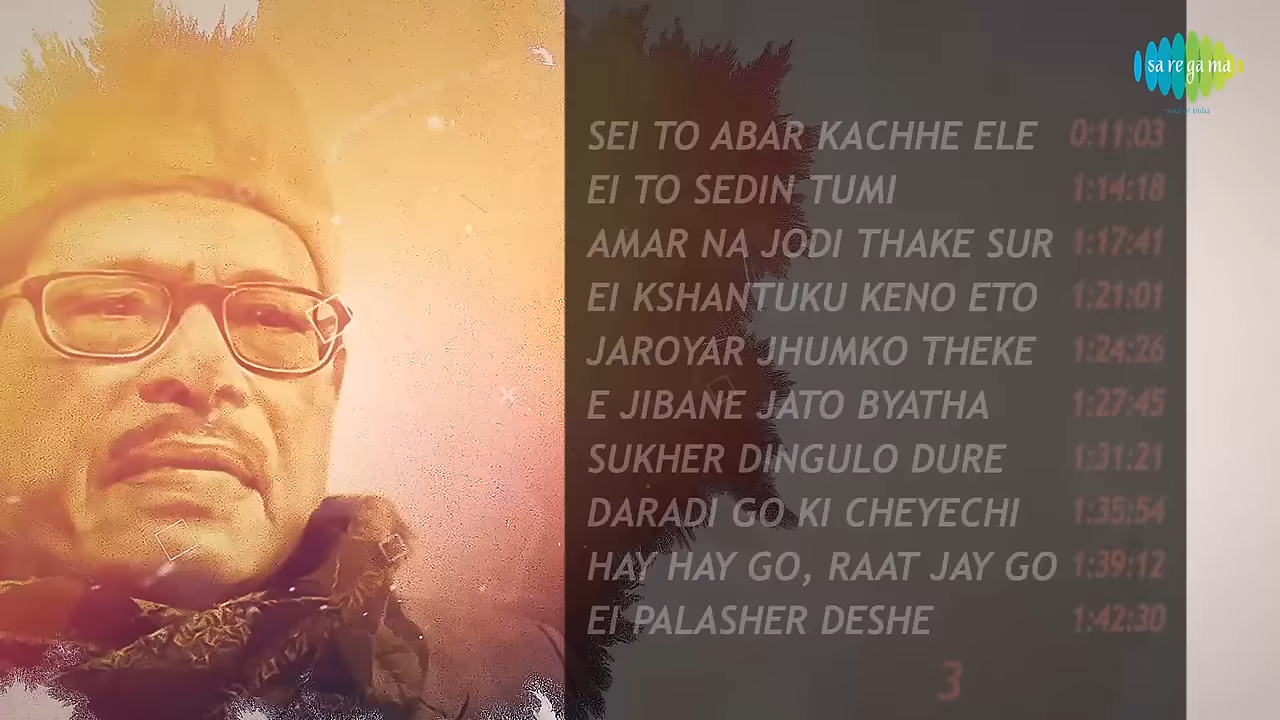 sa re ga ma
soul of India
SEI TO ABAR KACHHE ELE 0:11:03
EI TO SEDIN TUMI 1:14:18
AMAR NA JODI THAKE SUR 1:17:41
EI KSHANTUKU KENO ETO 1:21:01
JAROYAR JHUMKO THEKE 1:24:26
E JIBANE JATO BYATHA 1:27:45
SUKHER DINGULO DURE 1:31:21
DARADI GO KI CHEYECHI 1:35:54
HAY HAY GO, RAAT JAY GO 1:39:12
EI PALASHER DESHE 1:42:30
3